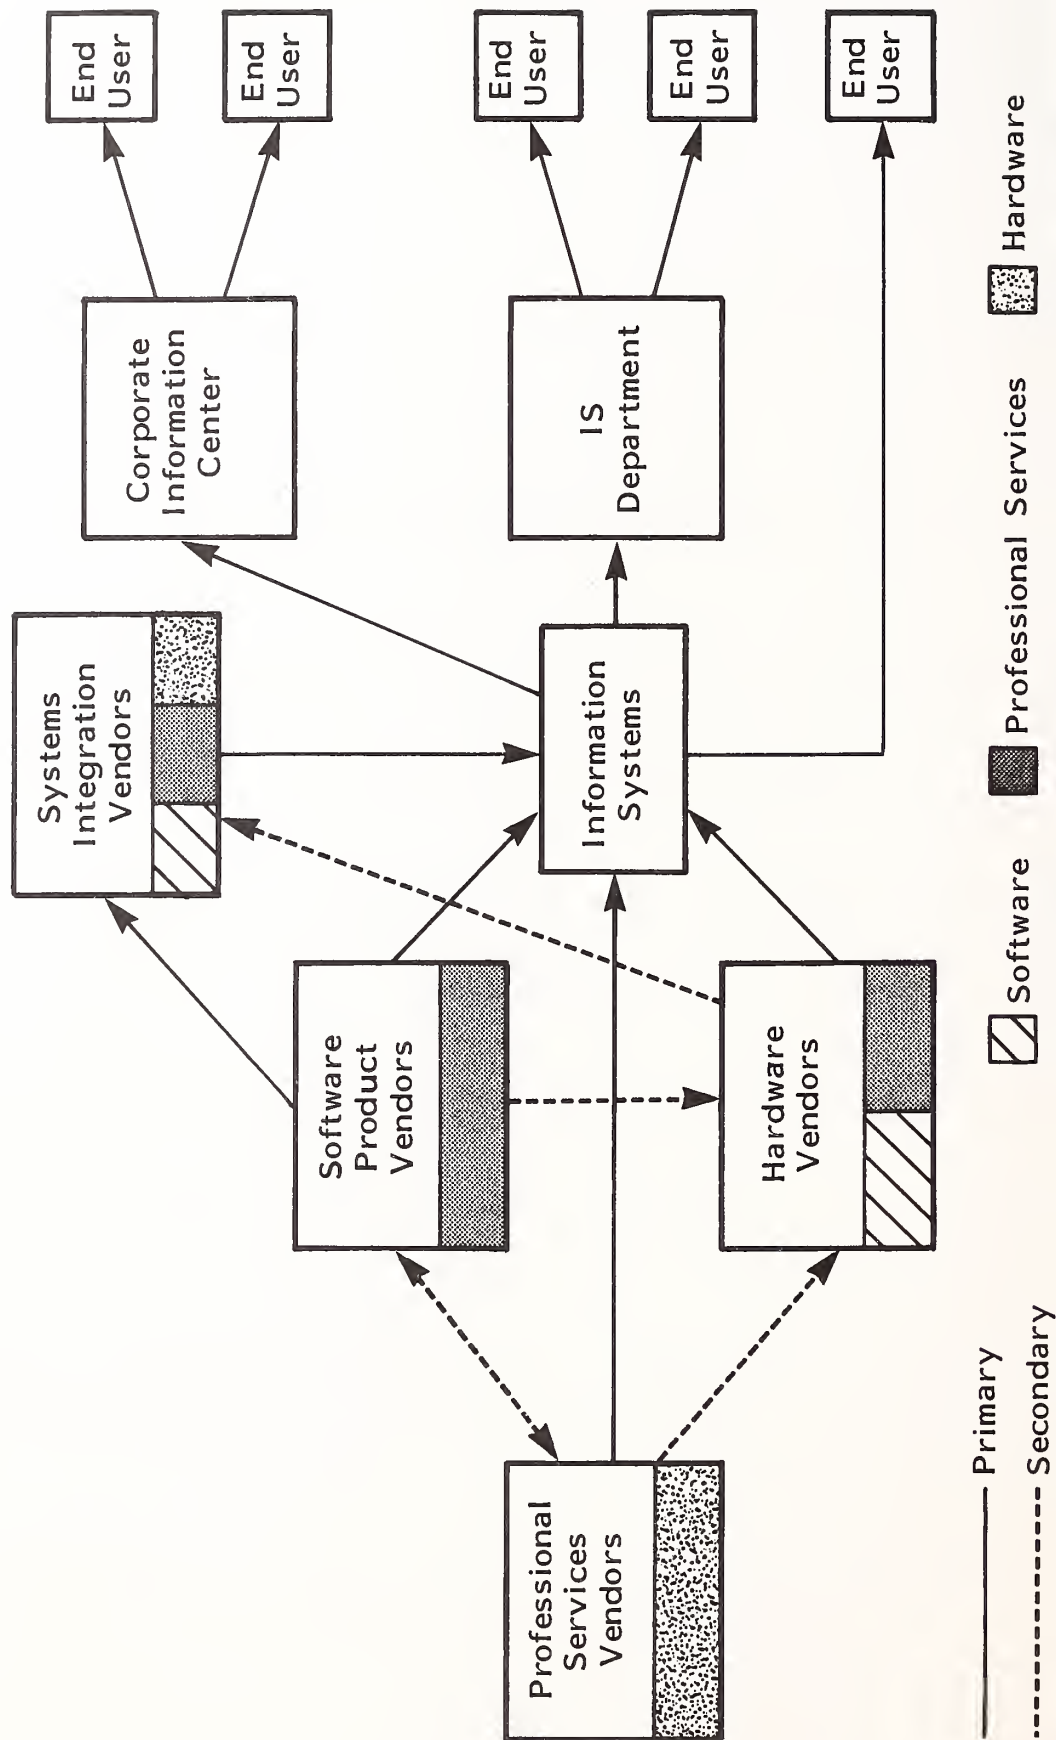 Professional
Services
Vendors
Software
Product
Vendors
Hardware
Vendors
Systems
Integration
Vendors
Information
Systems
Corporate
Information
Center
IS
Department
End
User
End
User
End
User
End
User
End
User
Primary
Secondary
Software
Professional Services
Hardware